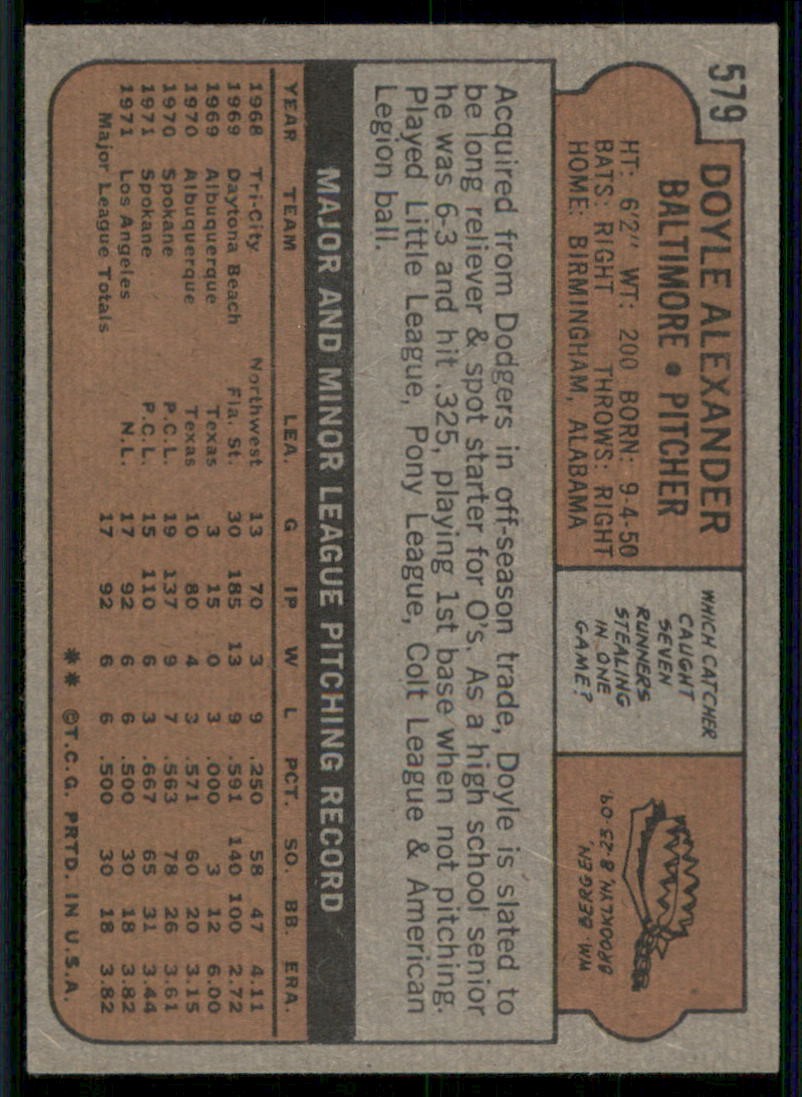 579
DOYLE ALEXANDER
BALTIMORE • PITCHER
HT: 6'2" WT: 200 BORN: 9-4-50
BATS: RIGHT THROWS: RIGHT
HOME: BIRMINGHAM, ALABAMA
WHICH CATCHER
CAUGHT
SEVEN
RUNNERS
STEALING
IN ONE
GAME?
WM. BERGEN,
BROOKLYN 8-23-09.
Acquired from Dodgers in off-season trade, Doyle is slated to
be long reliever & spot starter for O's. As a high school senior
he was 6-3 and hit .325, playing 1st base when not pitching.
Played Little League, Pony League, Colt League & American
Legion ball.
MAJOR AND MINOR LEAGUE PITCHING RECORD
YEAR TEAM LEA. G IP W L PCT. SO. BB. ERA.
1968 Tri-City Northwest 13 70 3 9 .250 58 47 4.11
1969 Daytona Beach Fla. St. 30 185 13 9 .591 140 100 2.72
1969 Albuquerque Texas 3 15 0 3 .000 3 12 6.00
1970 Albuquerque Texas 10 80 4 3 .571 60 20 3.15
1970 Spokane P.C.L. 19 137 9 7 .563 78 26 3.61
1971 Spokane P.C.L. 15 110 6 3 .667 65 31 3.44
1971 Los Angeles N.L. 17 92 6 6 .500 30 18 3.82
Major League Totals 17 92 6 6 .500 30 18 3.82
** ©T.C.G. PRTD. IN U.S.A.